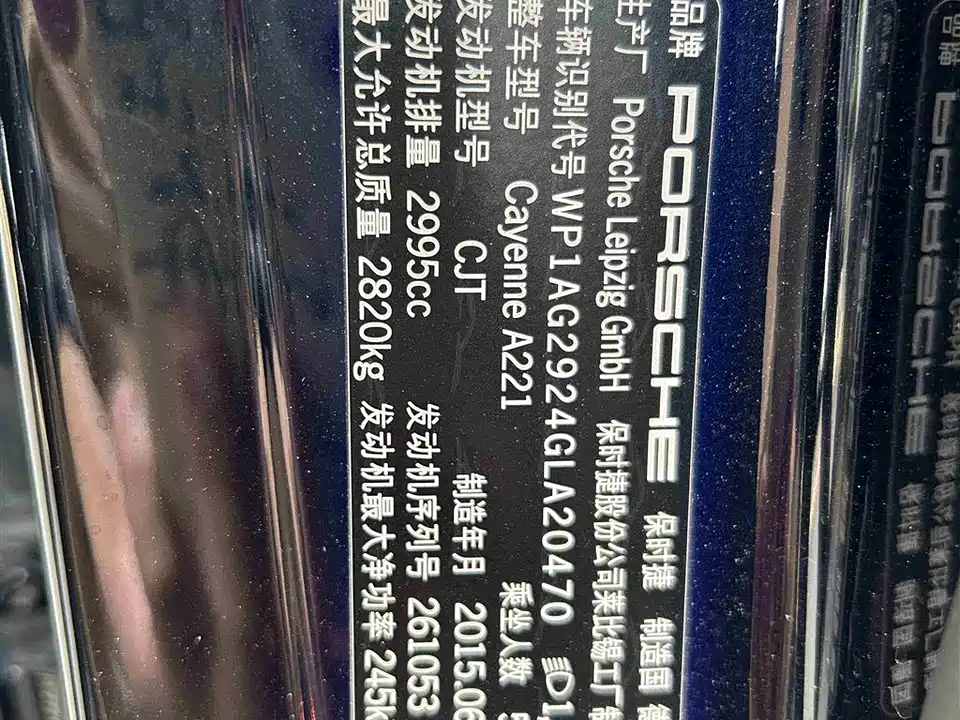 品牌 PORSCHE 保时捷 制造国
生产厂 Porsche Leipzig GmbH 保时捷股份公司莱比锡工厂
车辆识别代号 WP1AG2924GLA20470
整车型号 Cayenne A221 乘坐人数
发动机型号 CJT 制造年月 2015.06
发动机排量 2995cc 发动机序列号 261053
最大允许总质量 2820kg 发动机最大净功率 245k